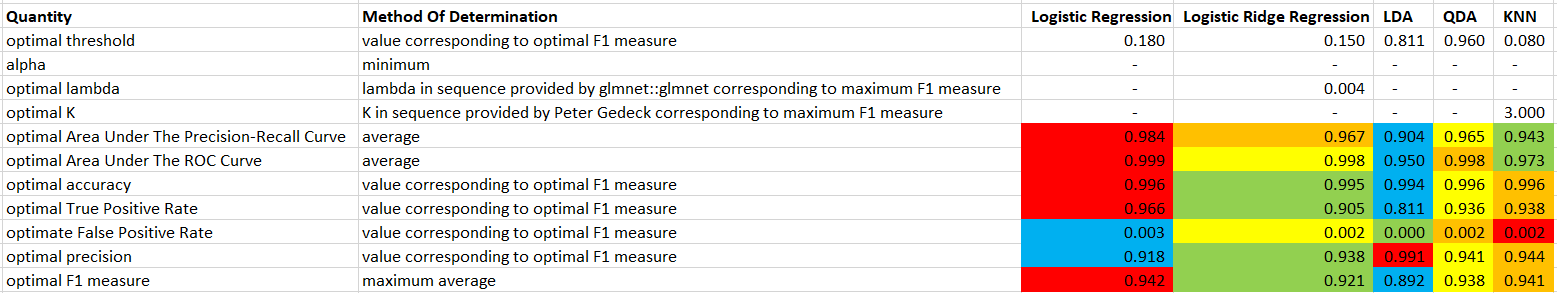 Quantity Method Of Determination Logistic Regression Logistic Ridge Regression LDA QDA KNN
optimal threshold value corresponding to optimal F1 measure 0.180 0.150 0.811 0.960 0.080
alpha minimum - - - - -
optimal lambda lambda in sequence provided by glmnet::glmnet corresponding to maximum F1 measure - 0.004 - - -
optimal K K in sequence provided by Peter Gedeck corresponding to maximum F1 measure - - - - 3.000
optimal Area Under The Precision-Recall Curve average 0.984 0.967 0.904 0.965 0.943
optimal Area Under The ROC Curve average 0.999 0.998 0.950 0.998 0.973
optimal accuracy value corresponding to optimal F1 measure 0.996 0.995 0.994 0.996 0.996
optimal True Positive Rate value corresponding to optimal F1 measure 0.966 0.905 0.811 0.936 0.938
optimate False Positive Rate value corresponding to optimal F1 measure 0.003 0.002 0.000 0.002 0.002
optimal precision value corresponding to optimal F1 measure 0.918 0.938 0.991 0.941 0.944
optimal F1 measure maximum average 0.942 0.921 0.892 0.938 0.941